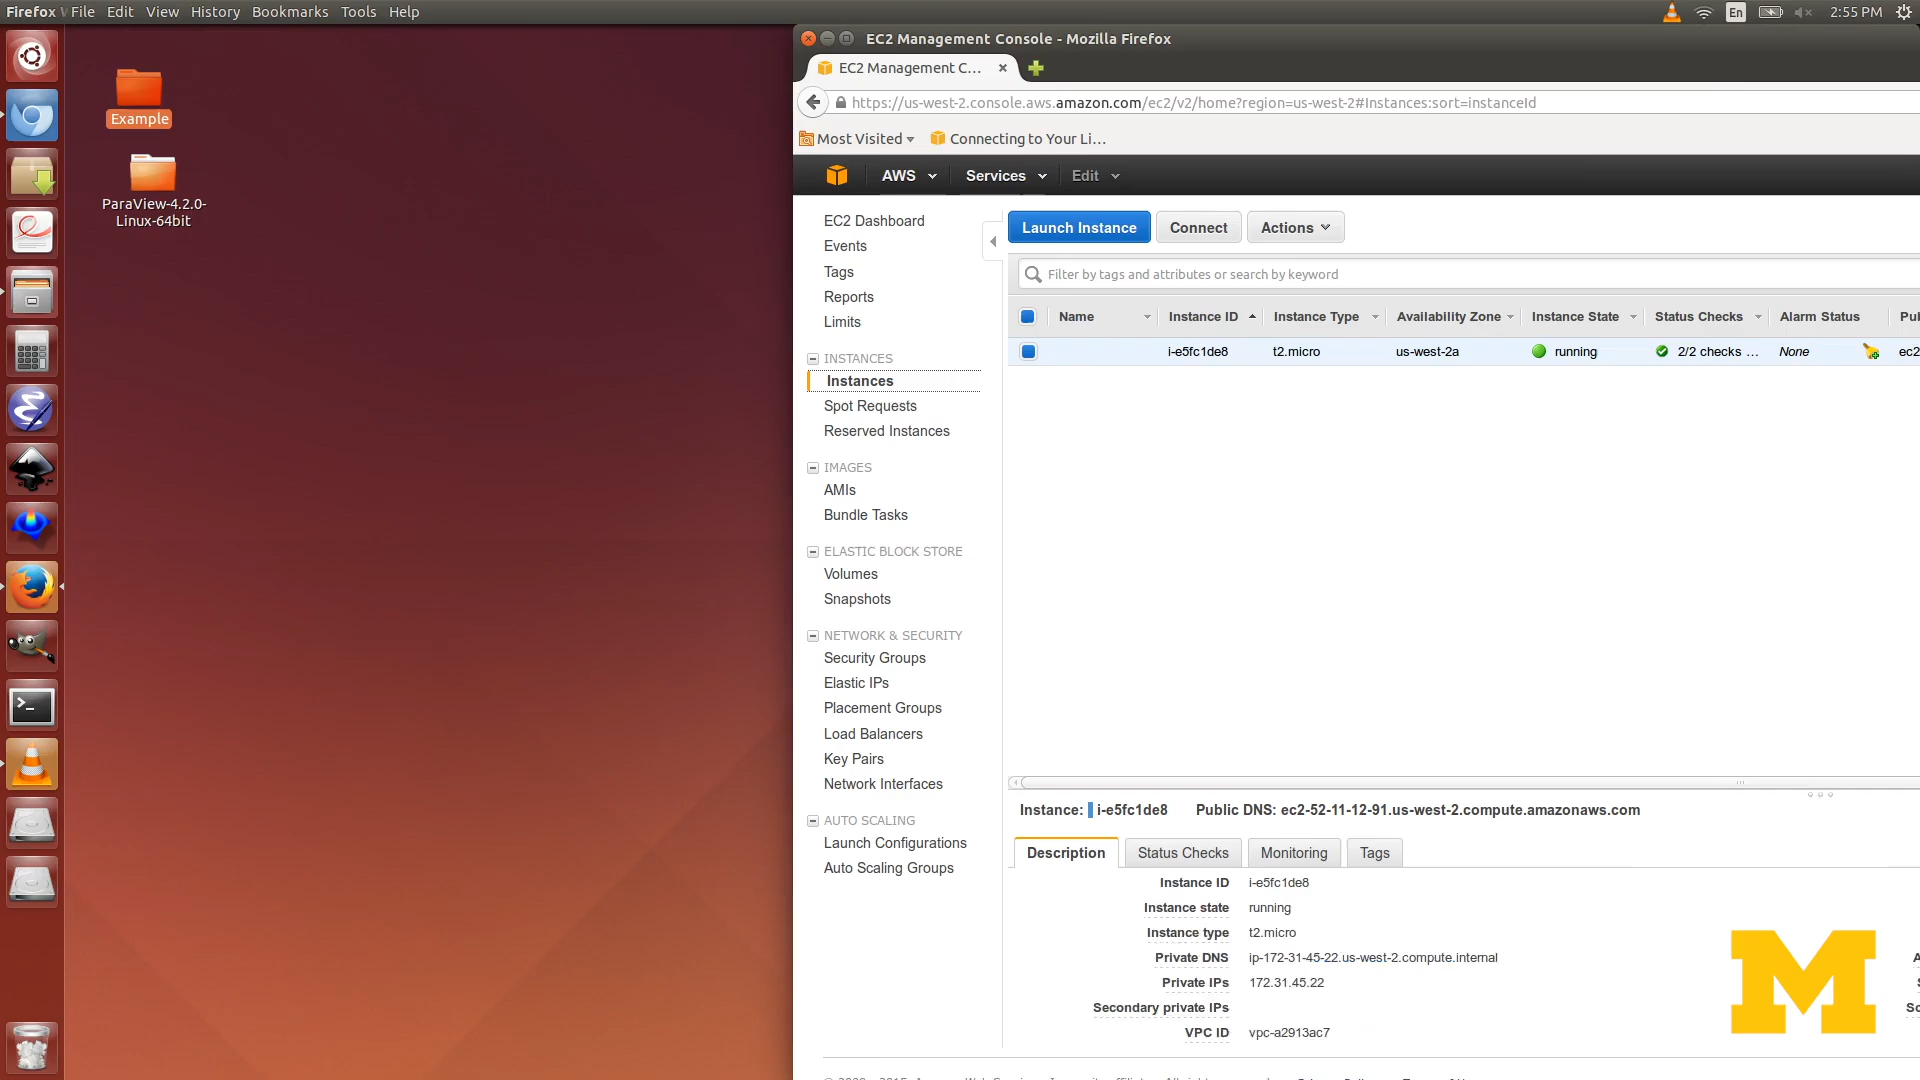 Firefox
File Edit View History Bookmarks Tools Help
En
2:55 PM
Example
ParaView-4.2.0-
Linux-64bit
EC2 Management Console - Mozilla Firefox
EC2 Management C...
https://us-west-2.console.aws.amazon.com/ec2/v2/home?region=us-west-2#Instances:sort=instanceId
Most Visited
Connecting to Your Li...
AWS
Services
Edit
EC2 Dashboard
Events
Tags
Reports
Limits
INSTANCES
Instances
Spot Requests
Reserved Instances
IMAGES
AMIs
Bundle Tasks
ELASTIC BLOCK STORE
Volumes
Snapshots
NETWORK & SECURITY
Security Groups
Elastic IPs
Placement Groups
Load Balancers
Key Pairs
Network Interfaces
AUTO SCALING
Launch Configurations
Auto Scaling Groups
Launch Instance
Connect
Actions
Filter by tags and attributes or search by keyword
Name Instance ID Instance Type Availability Zone Instance State Status Checks Alarm Status Pu
i-e5fc1de8 t2.micro us-west-2a running 2/2 checks ... None ec2
Instance: i-e5fc1de8 Public DNS: ec2-52-11-12-91.us-west-2.compute.amazonaws.com
Description Status Checks Monitoring Tags
Instance ID i-e5fc1de8
Instance state running
Instance type t2.micro
Private DNS ip-172-31-45-22.us-west-2.compute.internal
Private IPs 172.31.45.22
Secondary private IPs
VPC ID vpc-a2913ac7
M